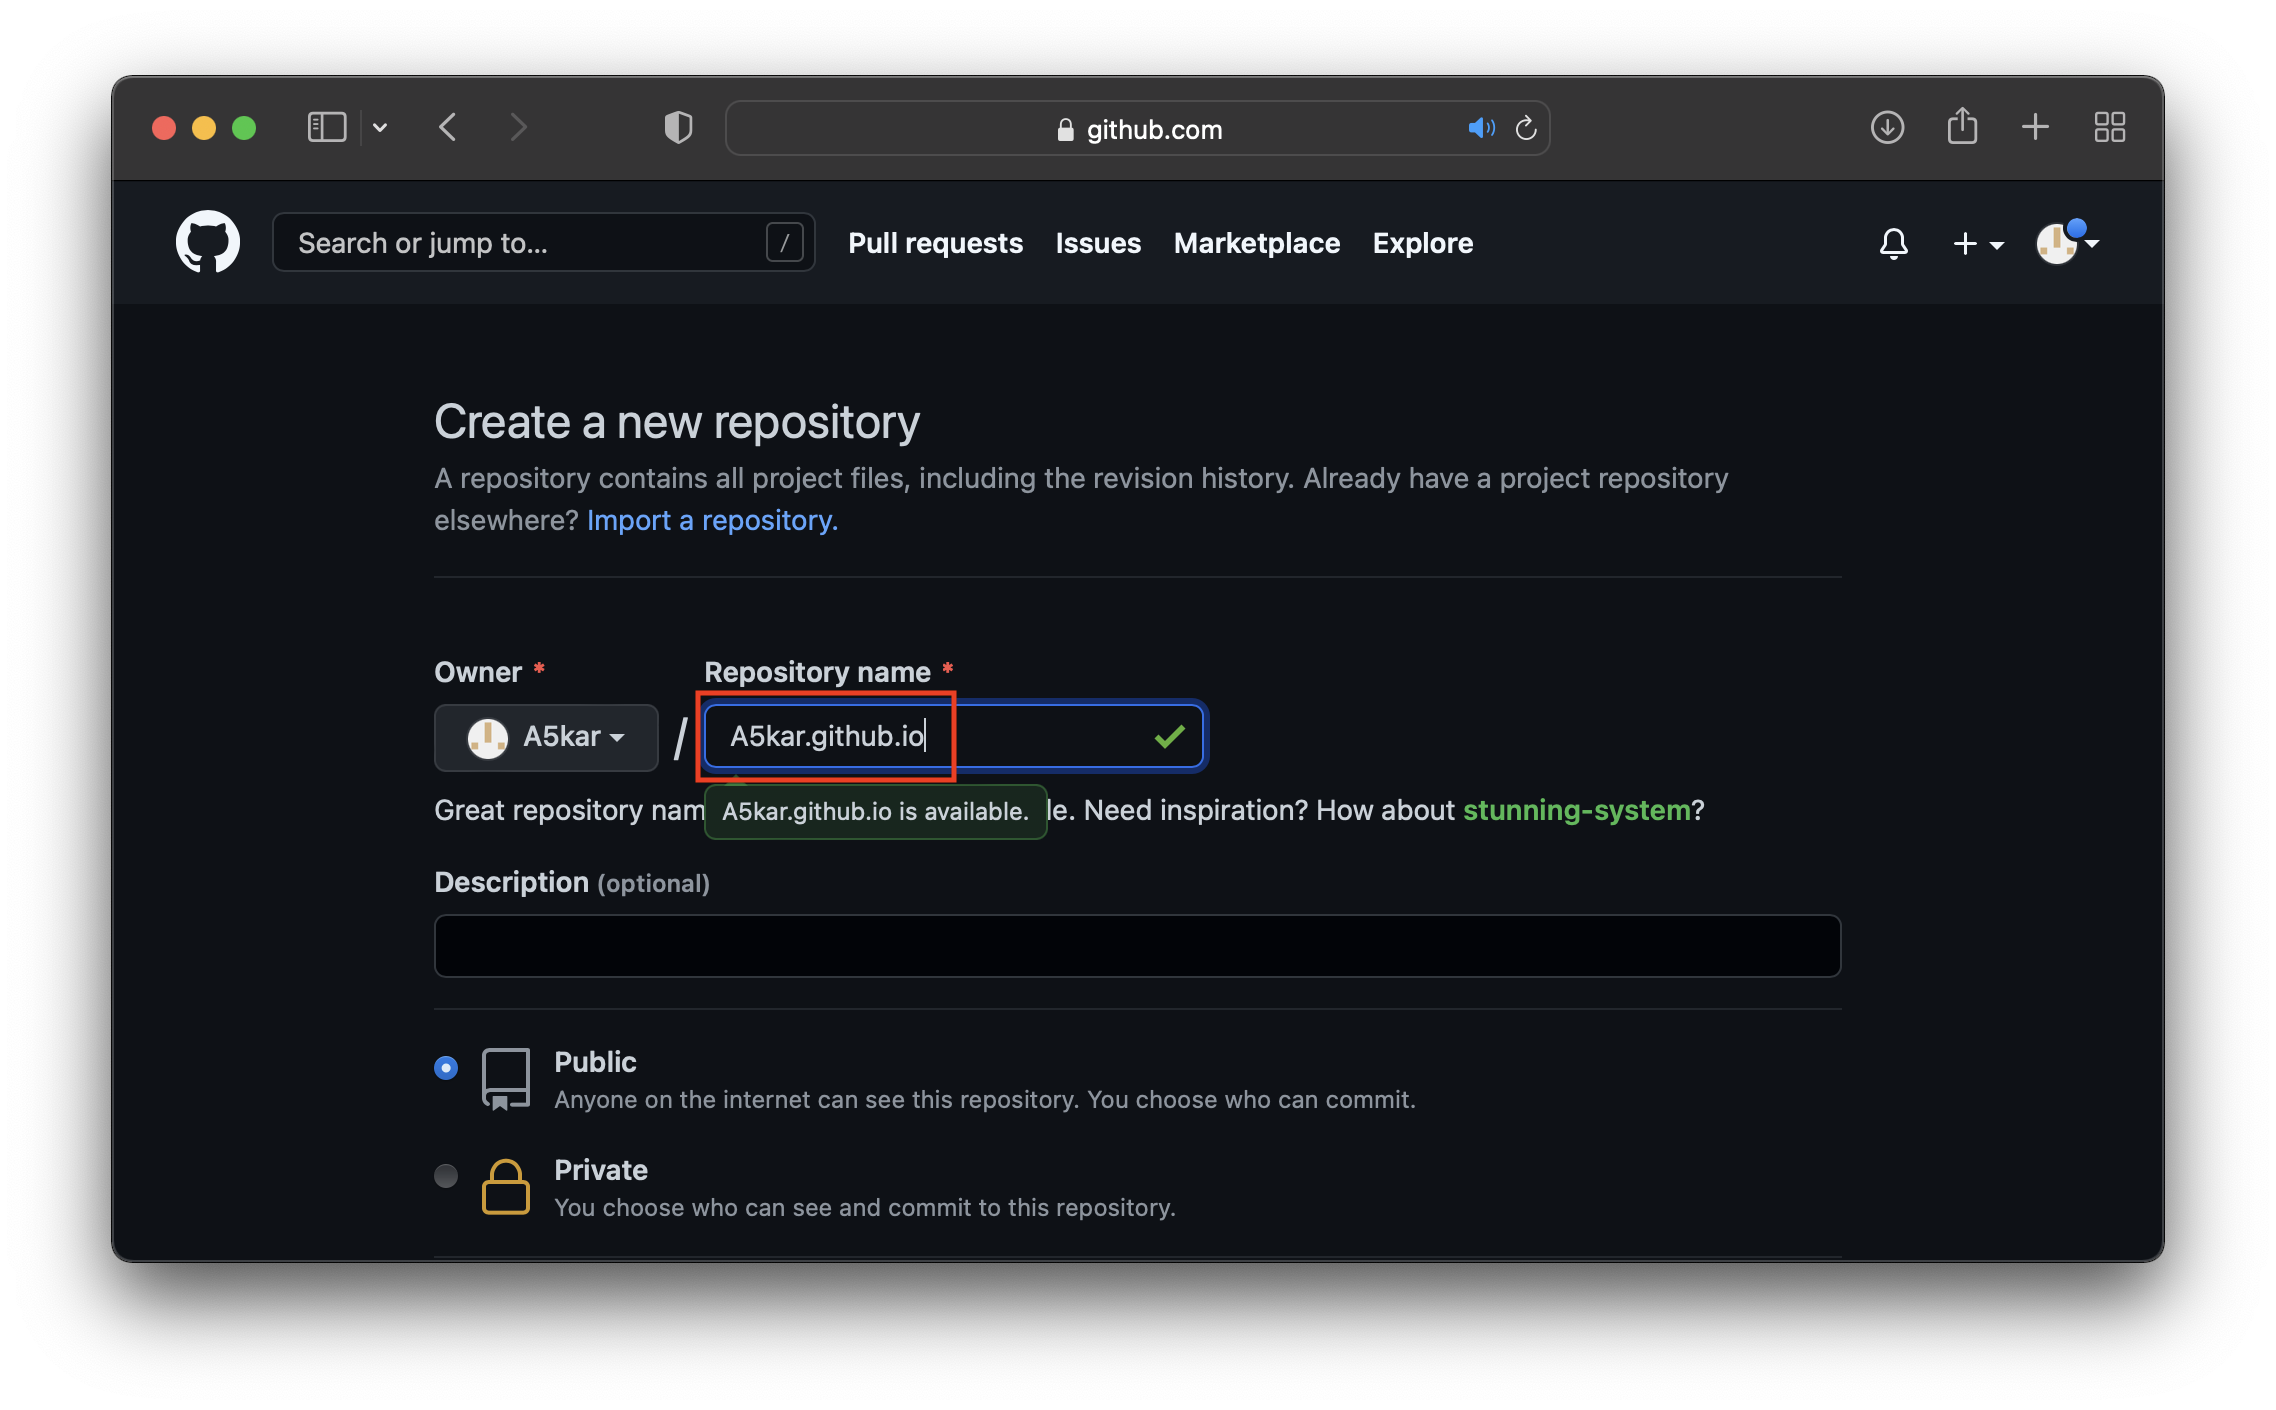 github.com
Search or jump to...
/
Pull requests Issues Marketplace Explore
Create a new repository
A repository contains all project files, including the revision history. Already have a project repository
elsewhere? Import a repository.
Owner *
Repository name *
A5kar
/
A5kar.github.io
Great repository nam
A5kar.github.io is available.
le. Need inspiration? How about stunning-system?
Description (optional)
Public
Anyone on the internet can see this repository. You choose who can commit.
Private
You choose who can see and commit to this repository.